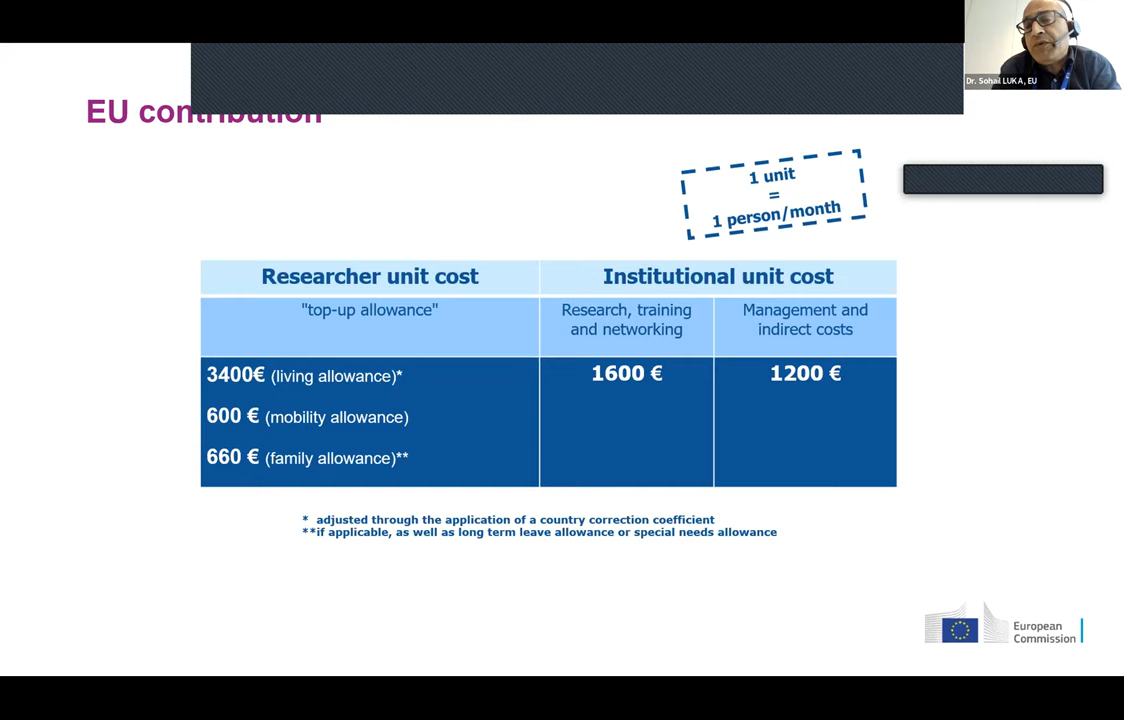 Dr. Sohail LUKA, EU
EU contribution
1 unit
=
1 person/month
Researcher unit cost
Institutional unit cost
"top-up allowance"
Research, training
and networking
Management and
indirect costs
3400€ (living allowance)*
1600 €
1200 €
600 € (mobility allowance)
660 € (family allowance)**
* adjusted through the application of a country correction coefficient
**if applicable, as well as long term leave allowance or special needs allowance
European
Commission